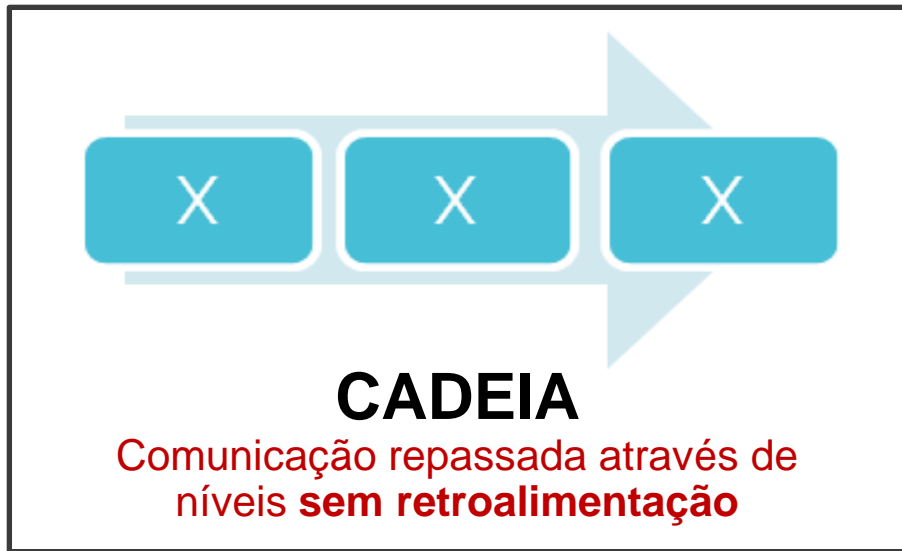 X X X
CADEIA
Comunicação repassada através de
níveis sem retroalimentação